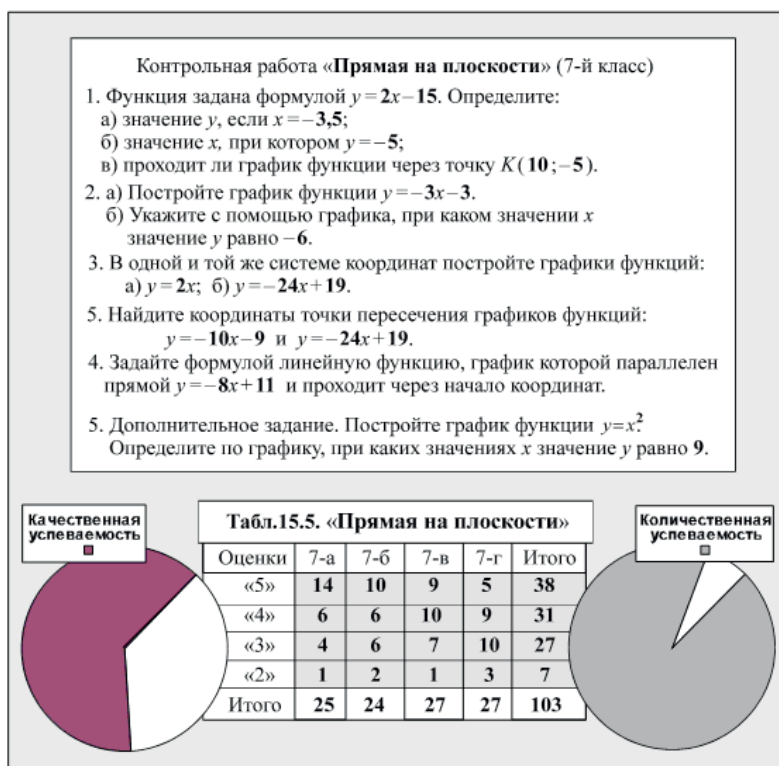 Контрольная работа «Прямая на плоскости» (7-й класс)
1. Функция задана формулой y = 2x – 15. Определите:
а) значение y, если x = –3,5;
б) значение x, при котором y = –5;
в) проходит ли график функции через точку K(10; –5).
2. а) Постройте график функции y = –3x – 3.
б) Укажите с помощью графика, при каком значении x
значение y равно –6.
3. В одной и той же системе координат постройте графики функций:
а) y = 2x; б) y = –24x + 19.
5. Найдите координаты точки пересечения графиков функций:
y = –10x – 9 и y = –24x + 19.
4. Задайте формулой линейную функцию, график которой параллелен
прямой y = –8x + 11 и проходит через начало координат.
5. Дополнительное задание. Постройте график функции y = x².
Определите по графику, при каких значениях x значение y равно 9.
Качественная
успеваемость
Табл.15.5. «Прямая на плоскости»
Оценки 7-а 7-б 7-в 7-г Итого
«5» 14 10 9 5 38
«4» 6 6 10 9 31
«3» 4 6 7 10 27
«2» 1 2 1 3 7
Итого 25 24 27 27 103
Количественная
успеваемость